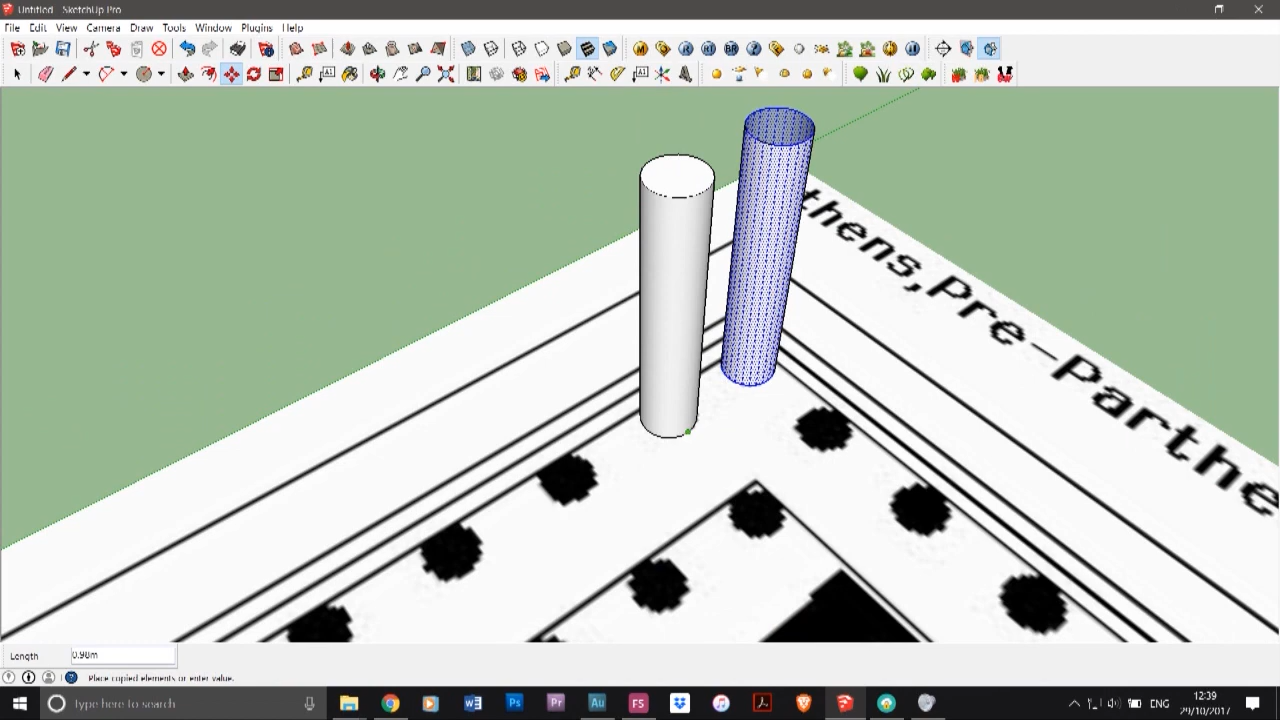 Untitled - SketchUp Pro
File Edit View Camera Draw Tools Window Plugins Help
thens,Pre-Parthe
Length 0.98m
Place copied elements or enter value.
Type here to search
ENG
12:39
29/10/2017